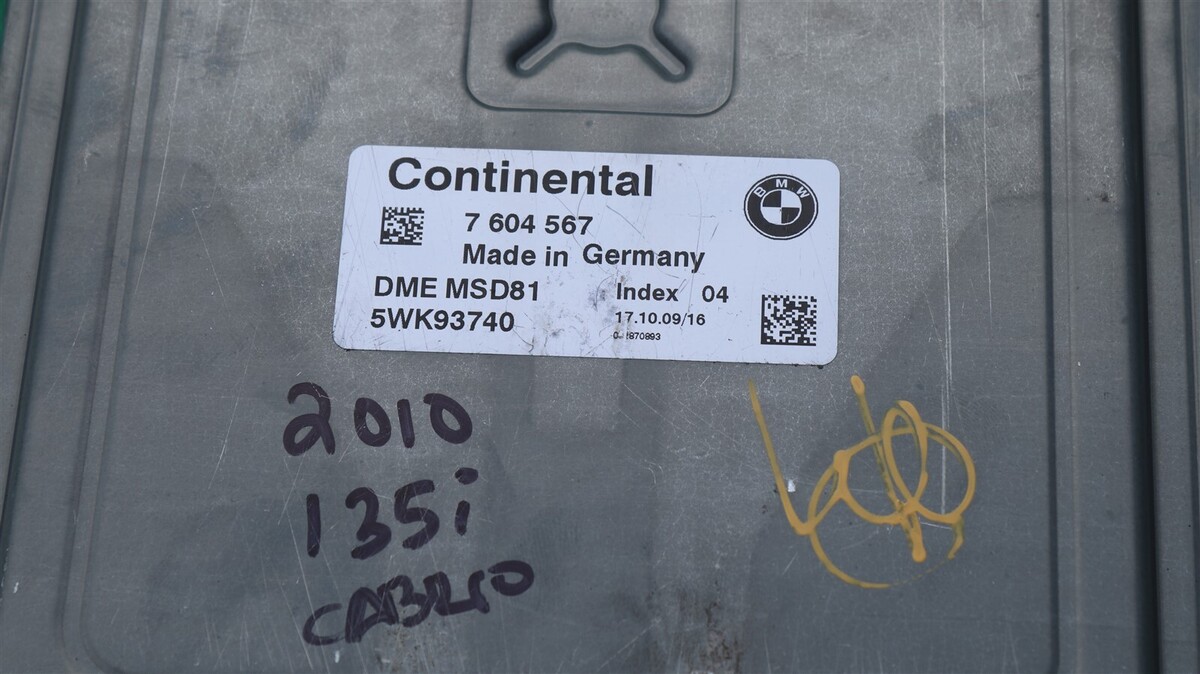 Continental
BMW
7 604 567
Made in Germany
DME MSD81
Index 04
5WK93740
17.10.09/16
2010
135i
CABRIO